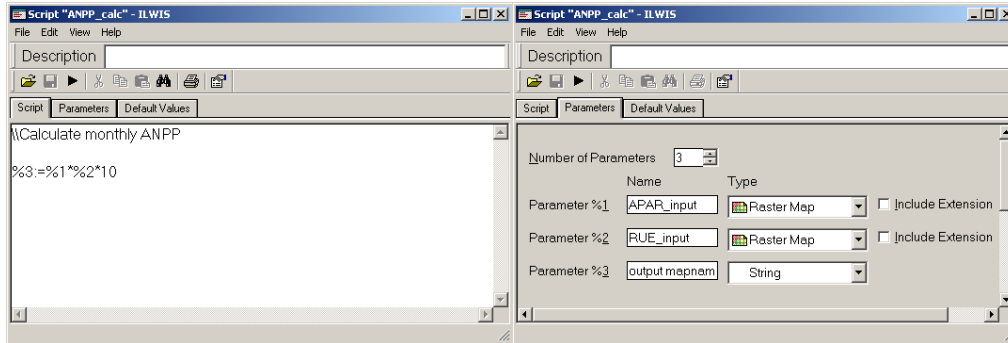 Script "ANPP_calc" - ILWIS
File Edit View Help
Description
Script Parameters Default Values
\\Calculate monthly ANPP
%3:=%1*%2*10
Script "ANPP_calc" - ILWIS
File Edit View Help
Description
Script Parameters Default Values
Number of Parameters 3
Name Type
Parameter %1 APAR_input Raster Map Include Extension
Parameter %2 RUE_input Raster Map Include Extension
Parameter %3 output mapnam String